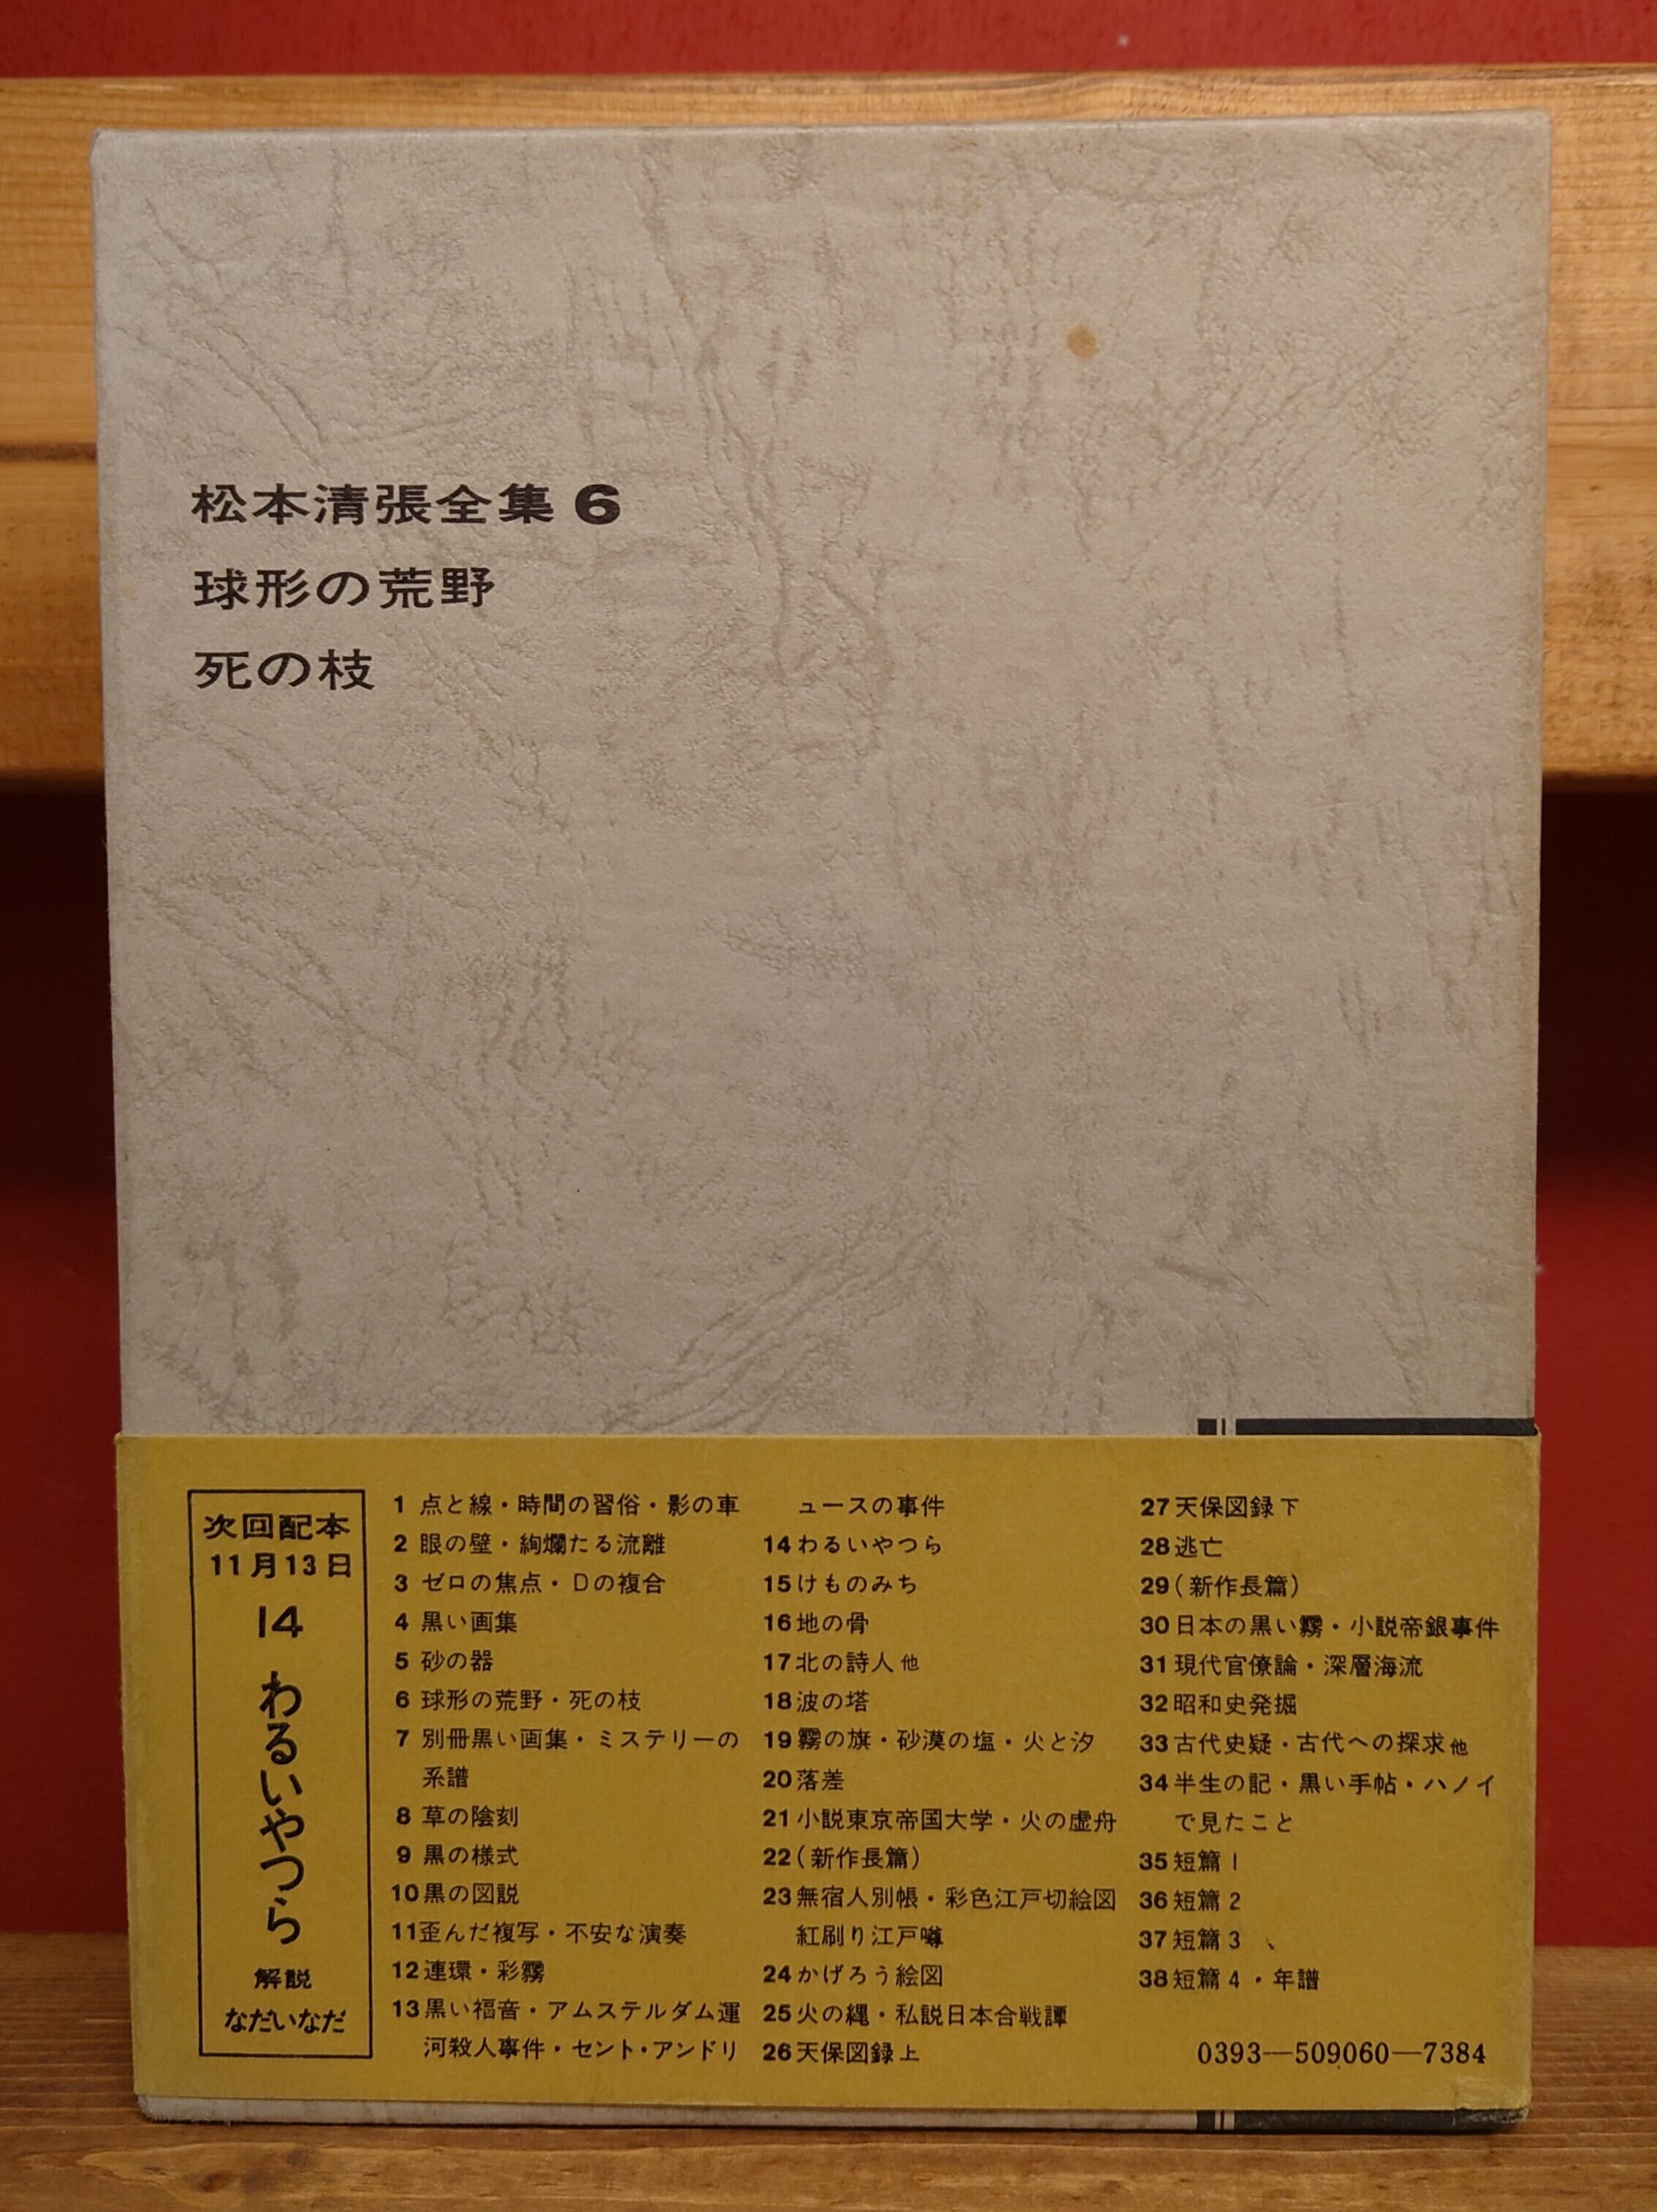 松本清張全集 6
球形の荒野
死の枝
次回配本
11月13日
14
わるいやつら
解説
なだいなだ
1 点と線・時間の習俗・影の車
2 眼の壁・絢爛たる流離
3 ゼロの焦点・Dの複合
4 黒い画集
5 砂の器
6 球形の荒野・死の枝
7 別冊黒い画集・ミステリーの
系譜
8 草の陰刻
9 黒の様式
10 黒の図説
11 歪んだ複写・不安な演奏
12 連環・彩霧
13 黒い福音・アムステルダム運
河殺人事件・セント・アンドリ
ュースの事件
14 わるいやつら
15 けものみち
16 地の骨
17 北の詩人 他
18 波の塔
19 霧の旗・砂漠の塩・火と汐
20 落差
21 小説東京帝国大学・火の虚舟
22 (新作長篇)
23 無宿人別帳・彩色江戸切絵図
紅刷り江戸噂
24 かげろう絵図
25 火の縄・私説日本合戦譚
26 天保図録 上
27 天保図録 下
28 逃亡
29 (新作長篇)
30 日本の黒い霧・小説帝銀事件
31 現代官僚論・深層海流
32 昭和史発掘
33 古代史疑・古代への探求 他
34 半生の記・黒い手帖・ハノイ
で見たこと
35 短篇 1
36 短篇 2
37 短篇 3
38 短篇 4・年譜
0393—509060—7384